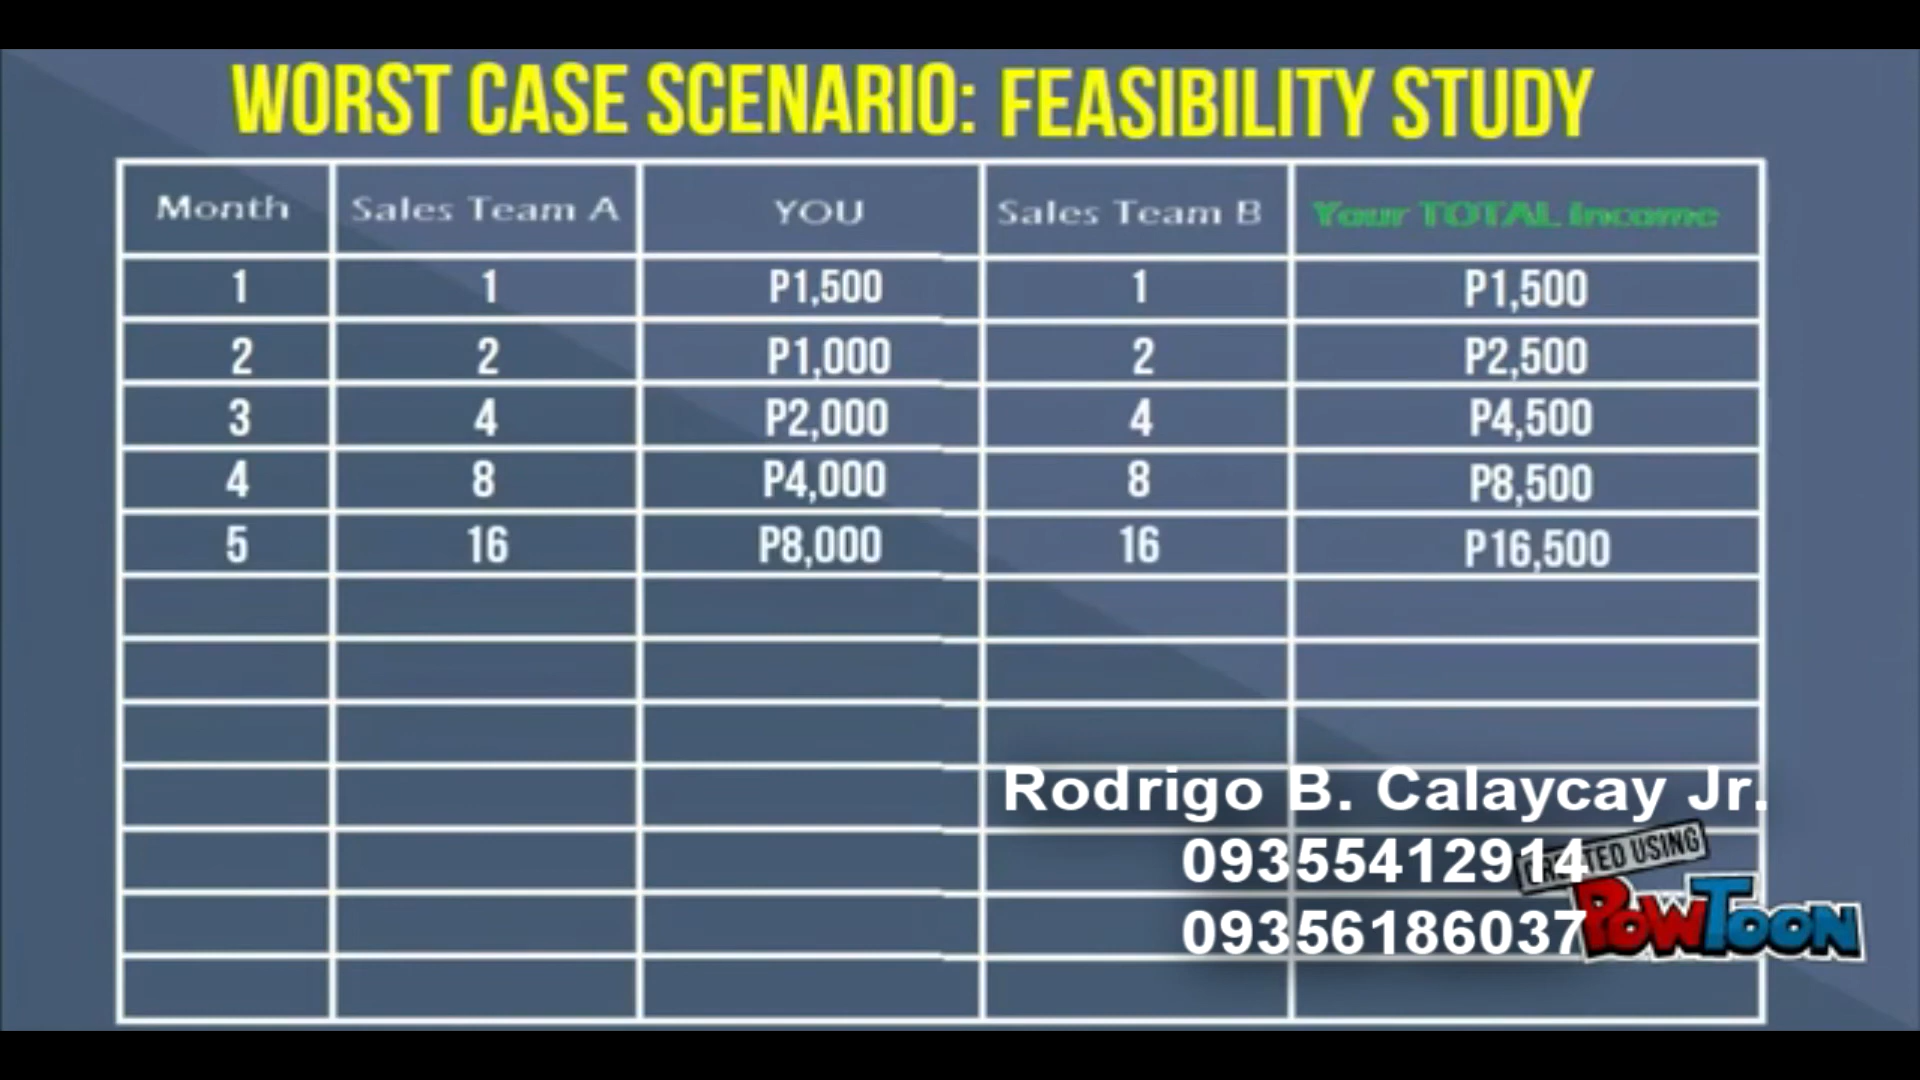 WORST CASE SCENARIO: FEASIBILITY STUDY
Month Sales Team A YOU Sales Team B Your TOTAL Income
1 1 P1,500 1 P1,500
2 2 P1,000 2 P2,500
3 4 P2,000 4 P4,500
4 8 P4,000 8 P8,500
5 16 P8,000 16 P16,500
Rodrigo B. Calaycay Jr.
09355412914
USING
09356186037
POWTOON